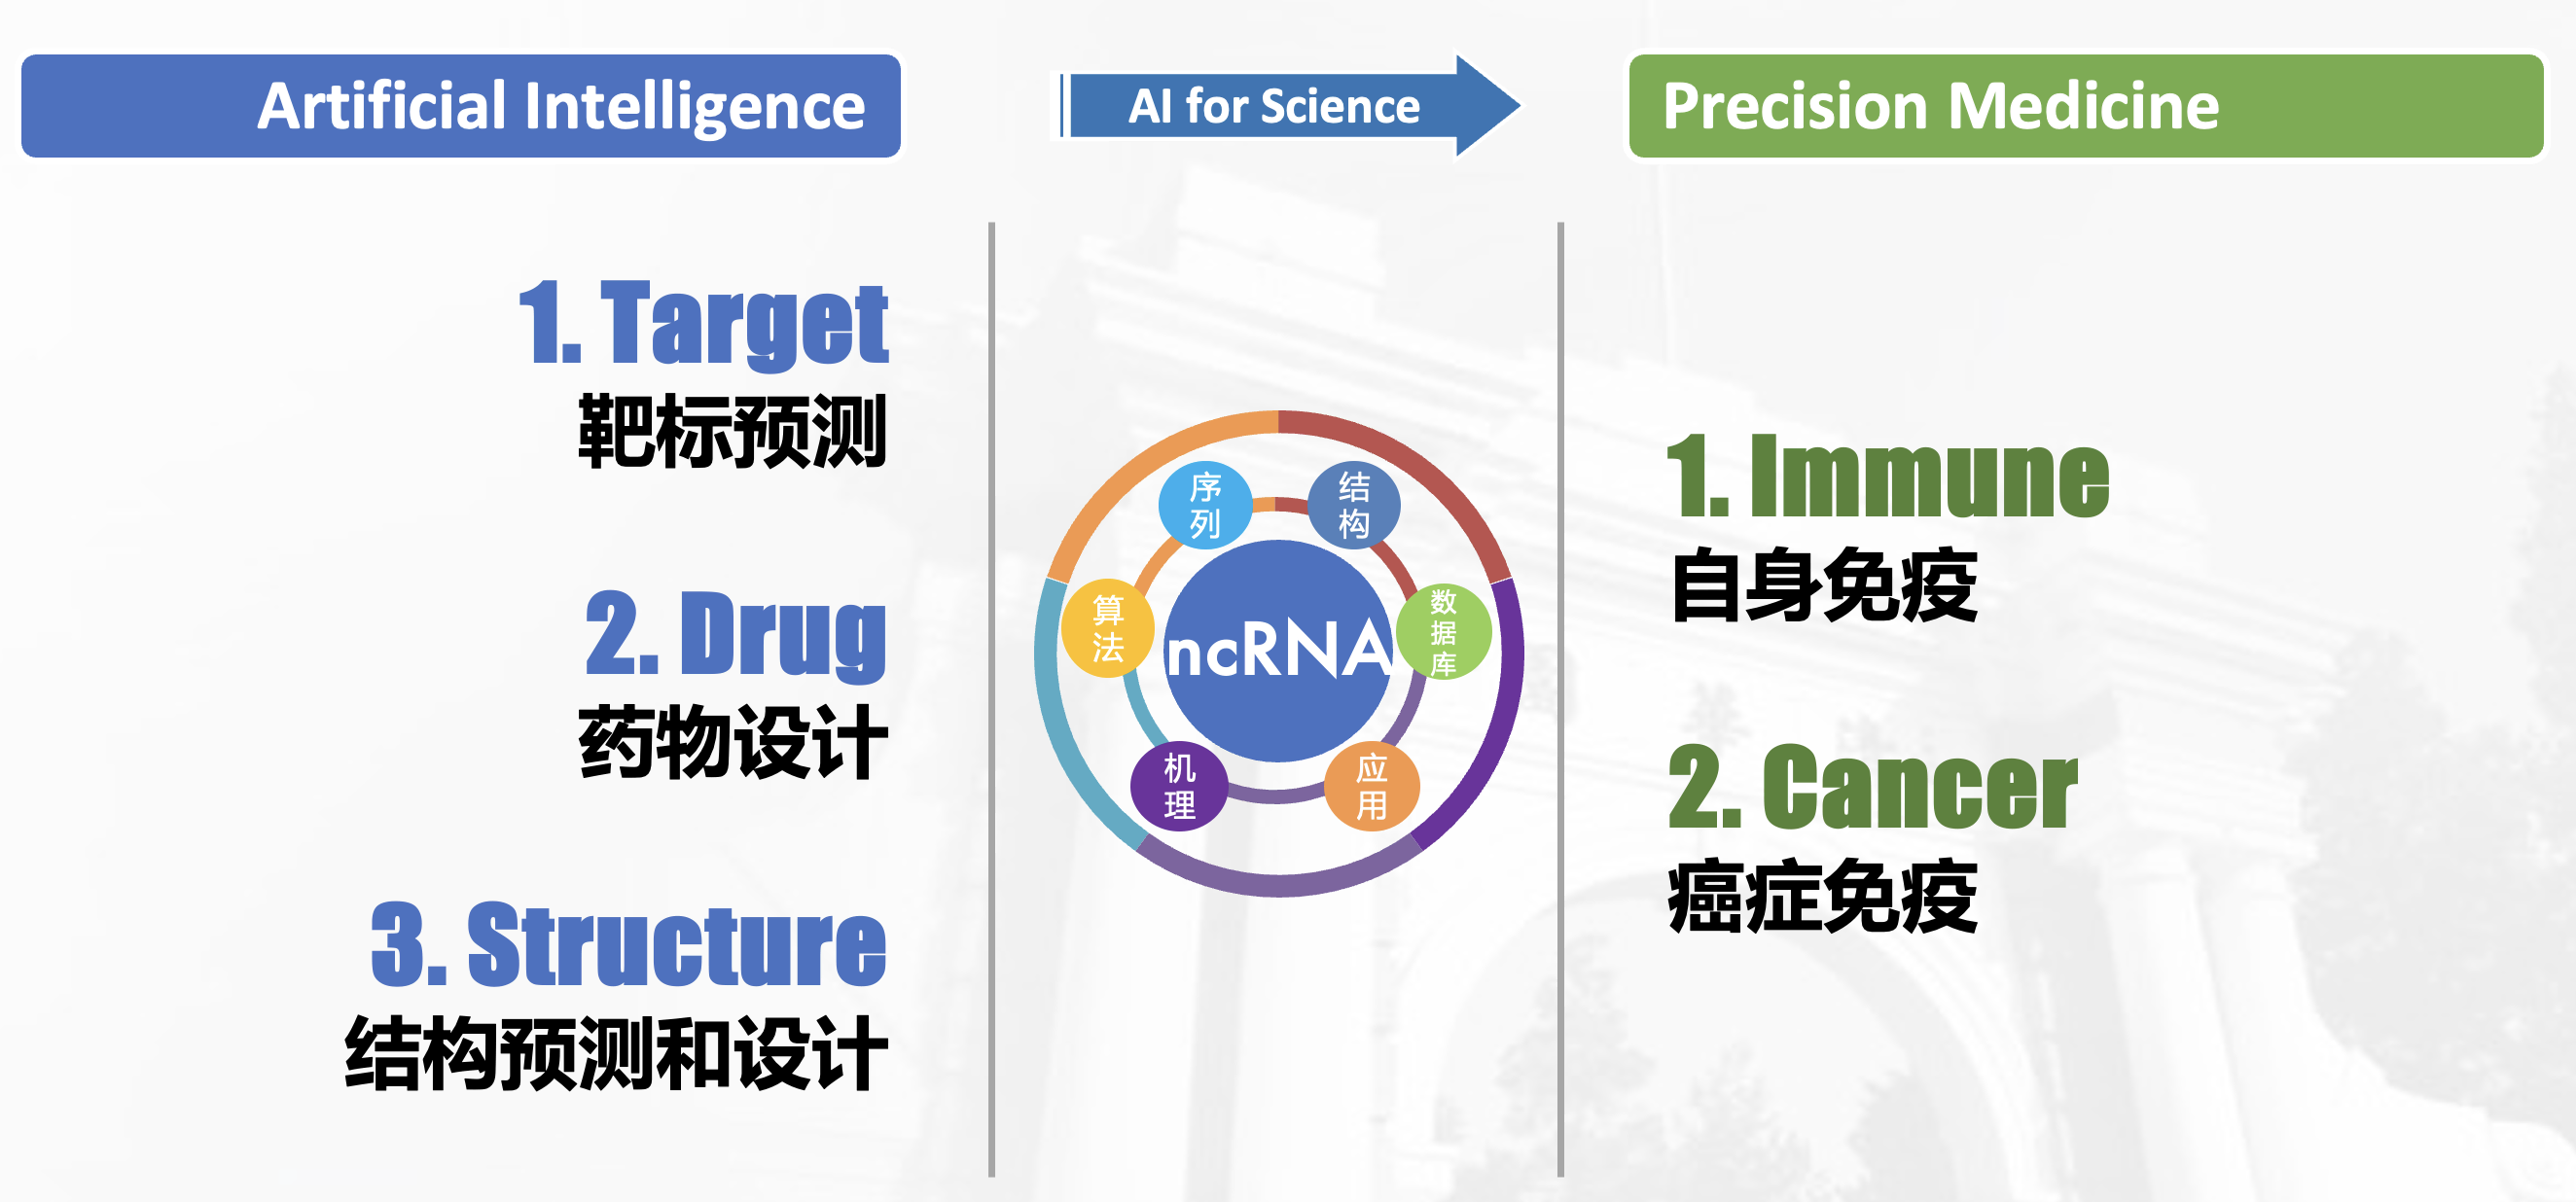 Artificial Intelligence
AI for Science
Precision Medicine
1. Target
靶标预测
2. Drug
药物设计
3. Structure
结构预测和设计
序
列
结
构
算
法
ncRNA
数
据
库
机
理
应
用
1. Immune
自身免疫
2. Cancer
癌症免疫